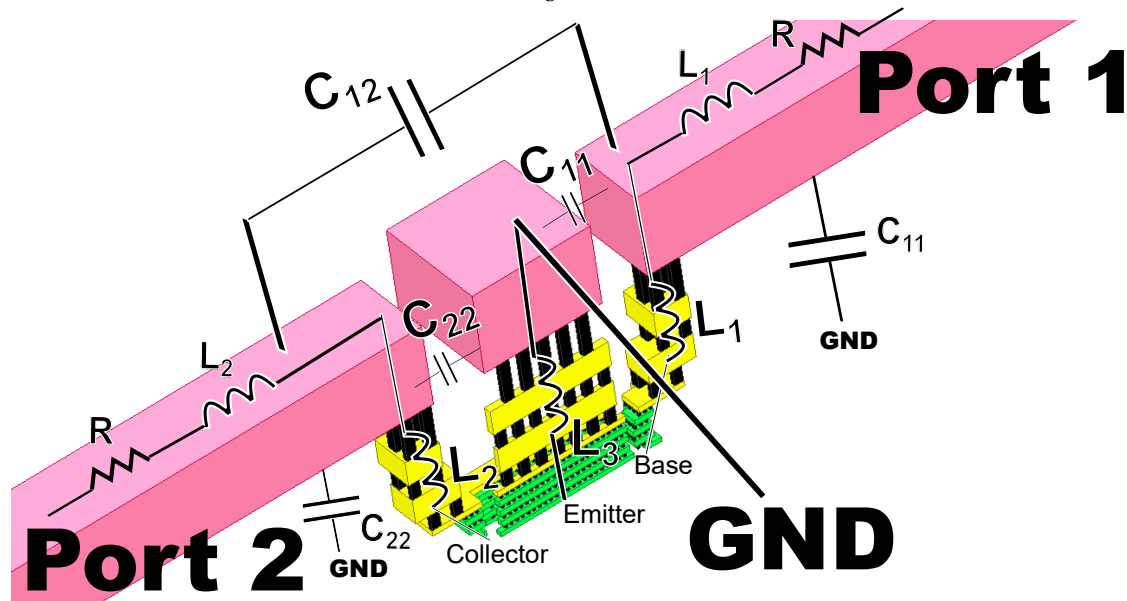 R
Port 1
L1
C12
C11
C11
GND
C22
L1
L2
R
L2
L3
Base
Emitter
Collector
GND
C22
GND
Port 2